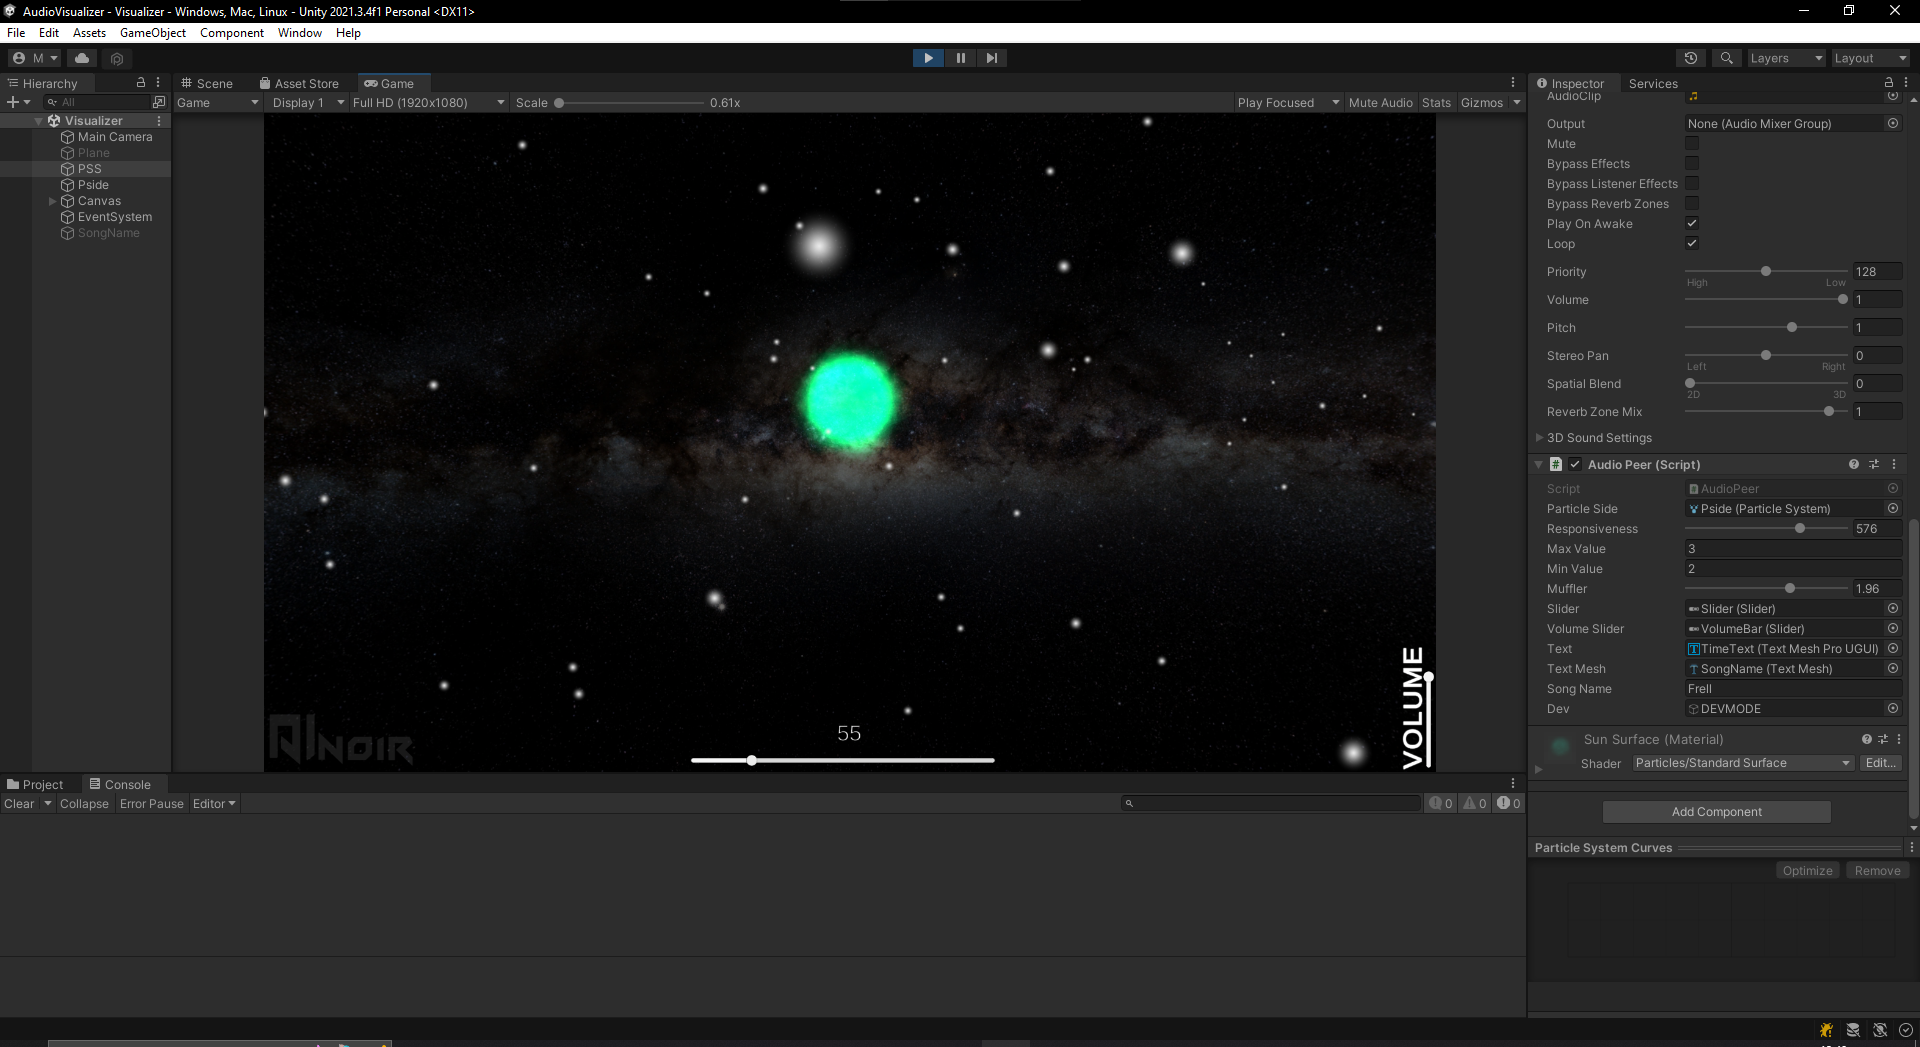 AudioVisualizer - Visualizer - Windows, Mac, Linux - Unity 2021.3.4f1 Personal <DX11>
File Edit Assets GameObject Component Window Help
M Layers Layout
Hierarchy Scene Asset Store Game Inspector Services
All Game Display 1 Full HD (1920x1080) Scale 0.61x Play Focused Mute Audio Stats Gizmos
Visualizer
Main Camera
Plane
PSS
Pside
Canvas
EventSystem
SongName
VOLUME
55
NOIR
AudioClip
Output None (Audio Mixer Group)
Mute
Bypass Effects
Bypass Listener Effects
Bypass Reverb Zones
Play On Awake
Loop
Priority 128
High Low
Volume 1
Pitch 1
Stereo Pan 0
Left Right
Spatial Blend 0
2D 3D
Reverb Zone Mix 1
3D Sound Settings
# Audio Peer (Script)
Script AudioPeer
Particle Side Pside (Particle System)
Responsiveness 576
Max Value 3
Min Value 2
Muffler 1.96
Slider Slider (Slider)
Volume Slider VolumeBar (Slider)
Text TimeText (Text Mesh Pro UGUI)
Text Mesh SongName (Text Mesh)
Song Name Frell
Dev DEVMODE
Sun Surface (Material)
Shader Particles/Standard Surface Edit...
Add Component
Particle System Curves
Optimize Remove
Project Console
Clear Collapse Error Pause Editor 0 0 0